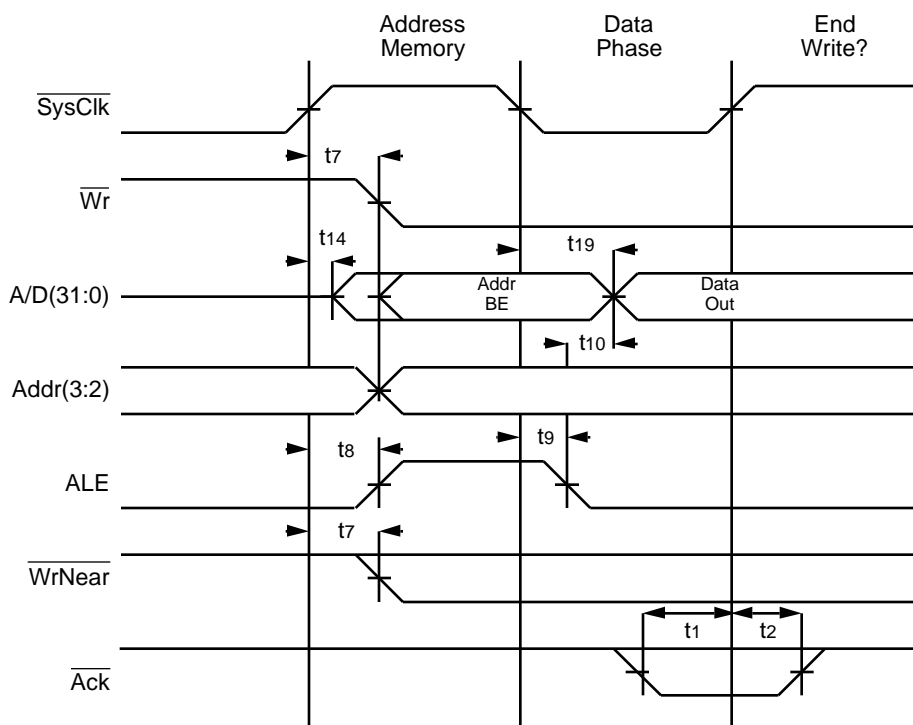 Address Memory
Data Phase
End Write?
SysClk
t7
Wr
t14
t19
A/D(31:0)
Addr BE
Data Out
t10
Addr(3:2)
t8
t9
ALE
t7
WrNear
t1
t2
Ack